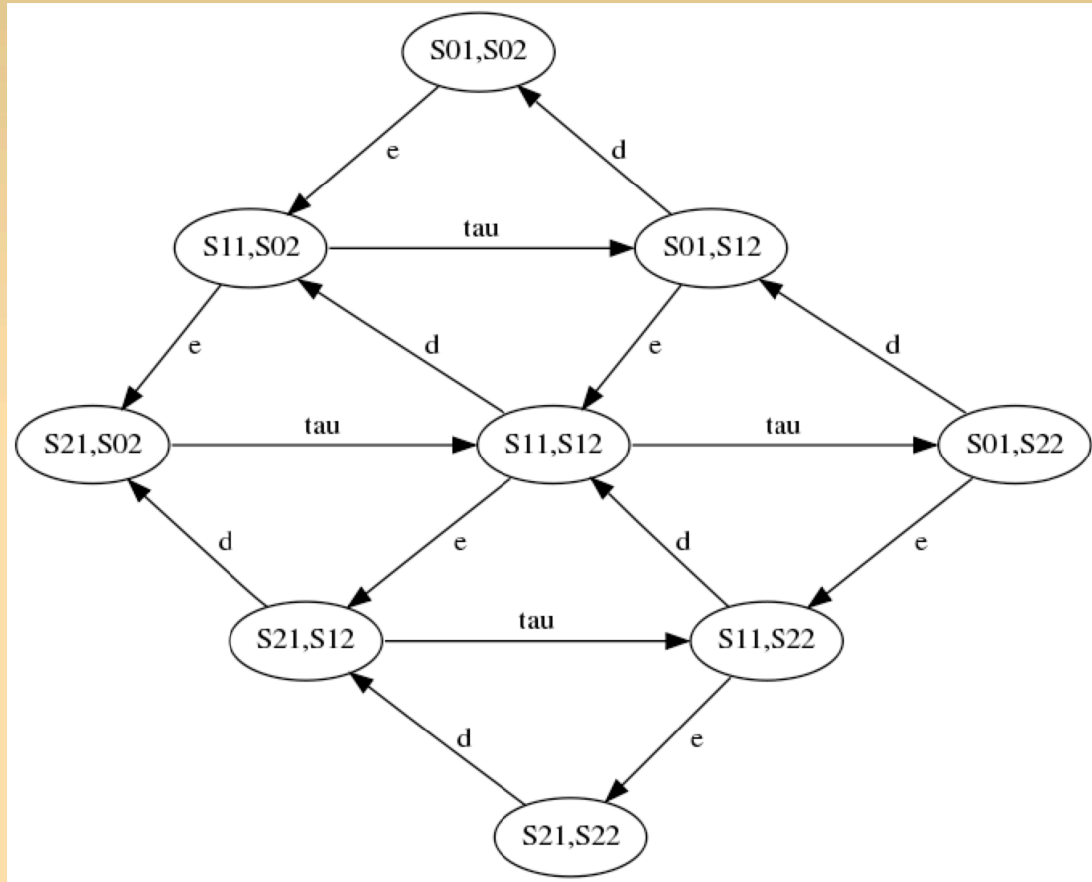 S01,S02
e
d
S11,S02
tau
S01,S12
e
d
e
d
S21,S02
tau
S11,S12
tau
S01,S22
d
e
d
e
S21,S12
tau
S11,S22
d
e
S21,S22